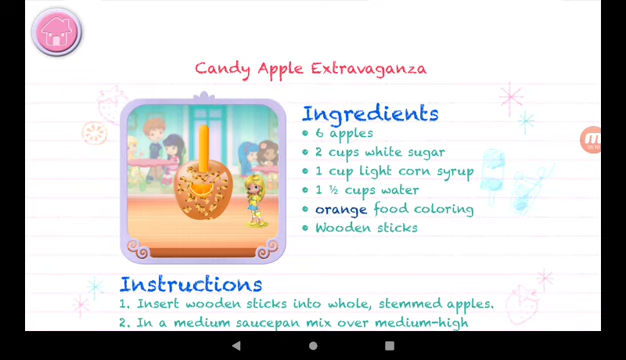 Candy Apple Extravaganza
Ingredients
• 6 apples
• 2 cups white sugar
• 1 cup light corn syrup
• 1 ½ cups water
• orange food coloring
• Wooden sticks
Instructions
1. Insert wooden sticks into whole, stemmed apples.
2. In a medium saucepan mix over medium-high